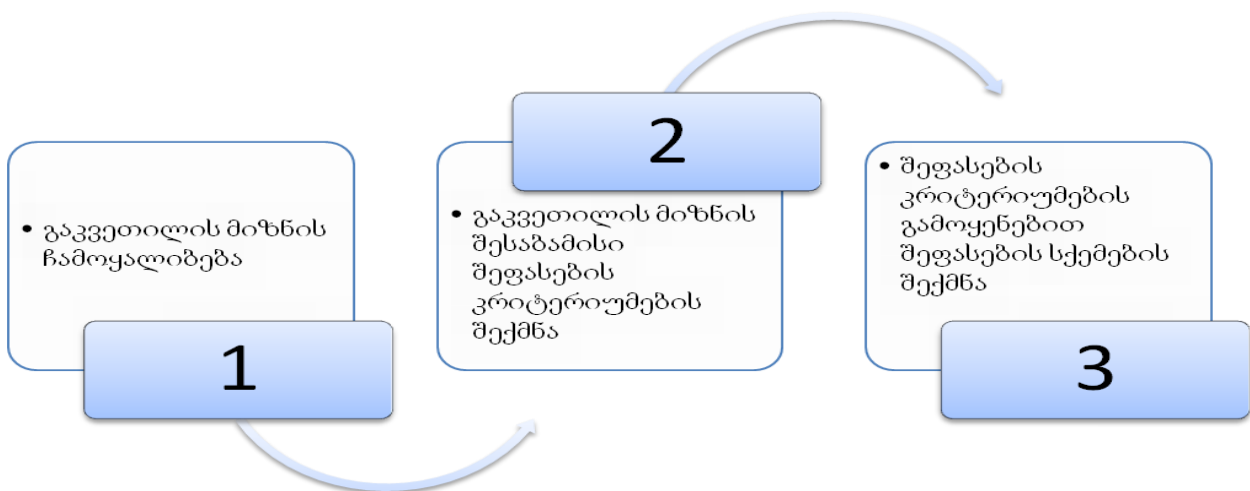 • გაკვეთილის მიზნის
ჩამოყალიბება
1
2
• გაკვეთილის მიზნის
შესაბამისი
შეფასების
კრიტერიუმების
შექმნა
• შეფასების
კრიტერიუმების
გამოყენებით
შეფასების სქემების
შექმნა
3